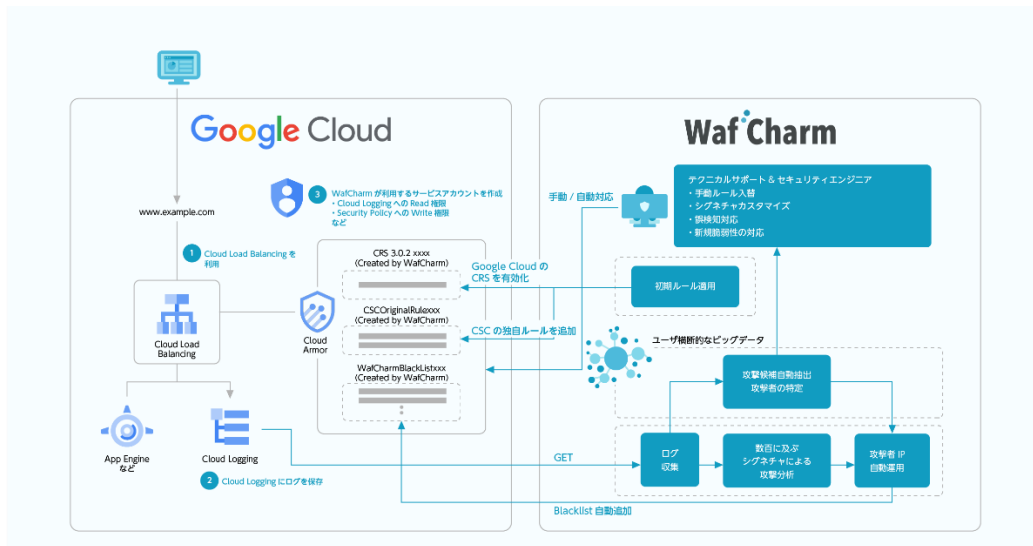 Google Cloud
WafCharm
www.example.com
1 Cloud Load Balancing を
利用
3 WafCharm が利用するサービスアカウントを作成
・Cloud Logging への Read 権限
・Security Policy への Write 権限
など
CRS 3.0.2 xxxx
(Created by WafCharm)
CSCOriginalRulexxx
(Created by WafCharm)
WafCharmBlackListxxx
(Created by WafCharm)
Cloud Load
Balancing
Cloud
Armor
App Engine
など
Cloud Logging
2 Cloud Logging にログを保存
手動 / 自動対応
テクニカルサポート & セキュリティエンジニア
・手動ルール入替
・シグネチャカスタマイズ
・誤検知対応
・新規脆弱性の対応
Google Cloud の
CRS を有効化
初期ルール適用
CSC の独自ルールを追加
ユーザ横断的なビッグデータ
攻撃候補自動抽出
攻撃者の特定
GET
ログ
収集
数百に及ぶ
シグネチャによる
攻撃分析
攻撃者 IP
自動運用
Blacklist 自動追加